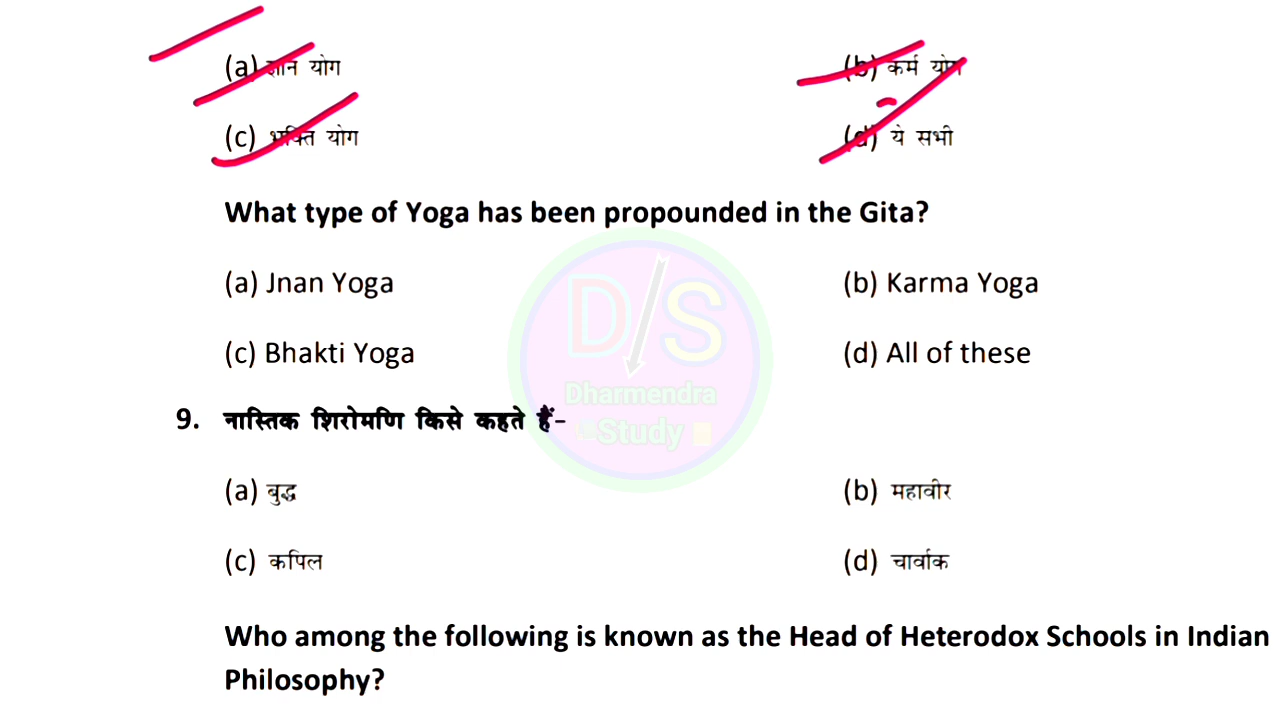 (a) ज्ञान योग (b) कर्म योग
(c) भक्ति योग (d) ये सभी
What type of Yoga has been propounded in the Gita?
(a) Jnan Yoga (b) Karma Yoga
(c) Bhakti Yoga (d) All of these
D/S
Dharmendra
Study
9. नास्तिक शिरोमणि किसे कहते हैं-
(a) बुद्ध (b) महावीर
(c) कपिल (d) चार्वाक
Who among the following is known as the Head of Heterodox Schools in Indian
Philosophy?